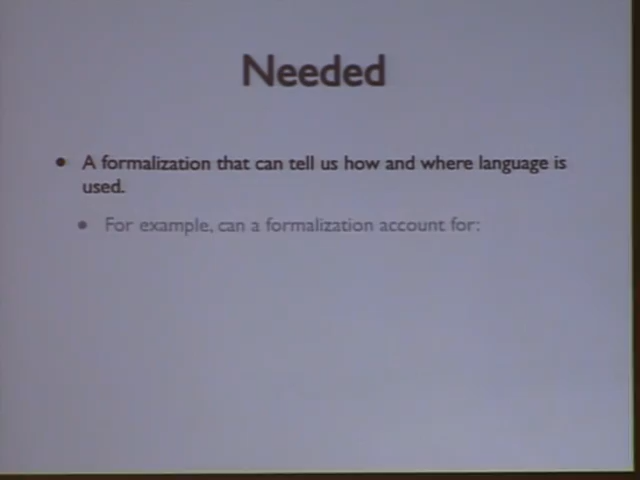 Needed
A formalization that can tell us how and where language is
used.
For example, can a formalization account for: